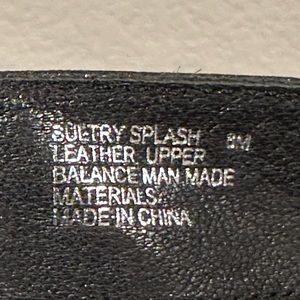 SULTRY SPLASH 8M
LEATHER UPPER
BALANCE MAN MADE
MATERIALS
MADE IN CHINA